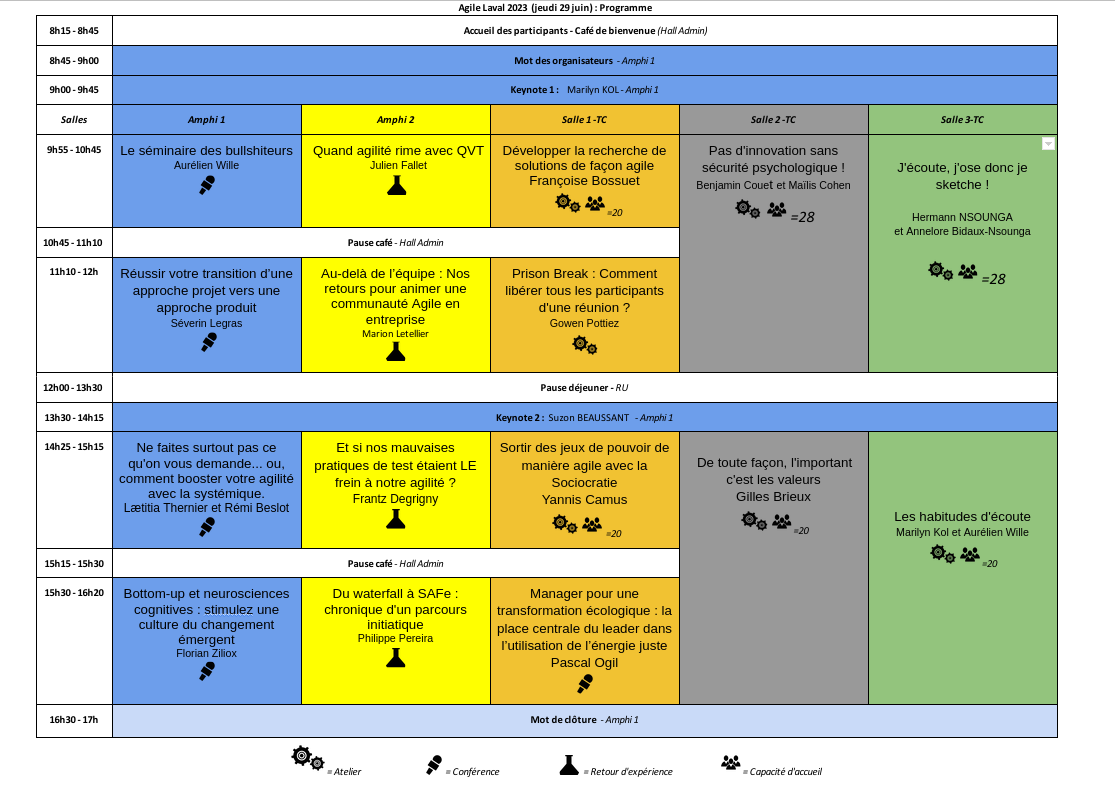 Agile Laval 2023 (jeudi 29 juin) : Programme
8h15 - 8h45
Accueil des participants - Café de bienvenue (Hall Admin)
8h45 - 9h00
Mot des organisateurs - Amphi 1
9h00 - 9h45
Keynote 1 : Marilyn KOL - Amphi 1
Salles
Amphi 1
Amphi 2
Salle 1 -TC
Salle 2 -TC
Salle 3-TC
9h55 - 10h45
Le séminaire des bullshiteurs
Aurélien Wille
Quand agilité rime avec QVT
Julien Fallet
Développer la recherche de
solutions de façon agile
Françoise Bossuet
=20
Pas d'innovation sans
sécurité psychologique !
Benjamin Couet et Maïlis Cohen
=28
J'écoute, j'ose donc je
sketche !
Hermann NSOUNGA
et Annelore Bidaux-Nsounga
=28
10h45 - 11h10
Pause café - Hall Admin
11h10 - 12h
Réussir votre transition d'une
approche projet vers une
approche produit
Séverin Legras
Au-delà de l'équipe : Nos
retours pour animer une
communauté Agile en
entreprise
Marion Letellier
Prison Break : Comment
libérer tous les participants
d'une réunion ?
Gowen Pottiez
12h00 - 13h30
Pause déjeuner - RU
13h30 - 14h15
Keynote 2 : Suzon BEAUSSANT - Amphi 1
14h25 - 15h15
Ne faites surtout pas ce
qu'on vous demande... ou,
comment booster votre agilité
avec la systémique.
Lætitia Thernier et Rémi Beslot
Et si nos mauvaises
pratiques de test étaient LE
frein à notre agilité ?
Frantz Degrigny
Sortir des jeux de pouvoir de
manière agile avec la
Sociocratie
Yannis Camus
=20
De toute façon, l'important
c'est les valeurs
Gilles Brieux
=20
Les habitudes d'écoute
Marilyn Kol et Aurélien Wille
=20
15h15 - 15h30
Pause café - Hall Admin
15h30 - 16h20
Bottom-up et neurosciences
cognitives : stimulez une
culture du changement
émergent
Florian Ziliox
Du waterfall à SAFe :
chronique d'un parcours
initiatique
Philippe Pereira
Manager pour une
transformation écologique : la
place centrale du leader dans
l'utilisation de l'énergie juste
Pascal Ogil
16h30 - 17h
Mot de clôture - Amphi 1
= Atelier
= Conférence
= Retour d'expérience
= Capacité d'accueil